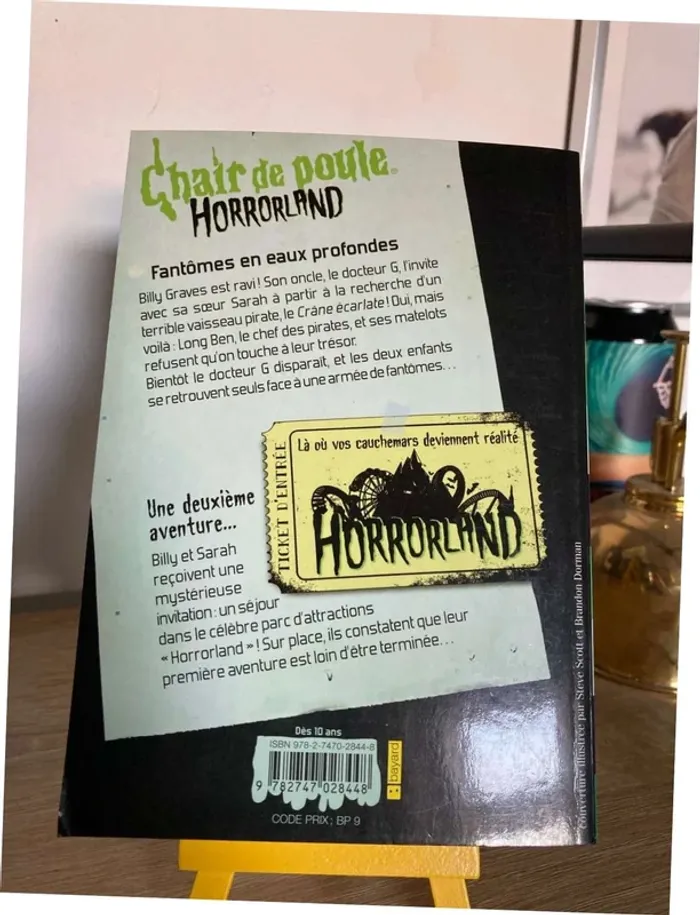 Chair de poule®
HORRORLAND
Fantômes en eaux profondes
Billy Graves est ravi ! Son oncle, le docteur G, l'invite
avec sa sœur Sarah à partir à la recherche d'un
terrible vaisseau pirate, le Crâne écarlate ! Oui, mais
voilà : Long Ben, le chef des pirates, et ses matelots
refusent qu'on touche à leur trésor.
Bientôt le docteur G disparaît, et les deux enfants
se retrouvent seuls face à une armée de fantômes...
TICKET D'ENTRÉE
Là où vos cauchemars deviennent réalité
HORRORLAND
Une deuxième
aventure...
Billy et Sarah
reçoivent une
mystérieuse
invitation : un séjour
dans le célèbre parc d'attractions
« Horrorland » ! Sur place, ils constatent que leur
première aventure est loin d'être terminée...
Dès 10 ans
ISBN 978-2-7470-2844-8
9 782747 028448
bayard
CODE PRIX : BP 9
Couverture illustrée par Steve Scott et Brandon Dorman